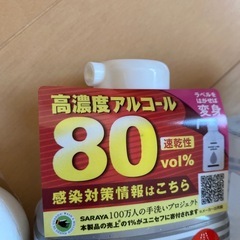 高濃度アルコール
80
vol%
速乾性
ラベルを
はがせば
変身
感染対策情報はこちら
SARAYA 100万人の手洗いプロジェクト
本製品の売上の1%がユニセフに寄付されます